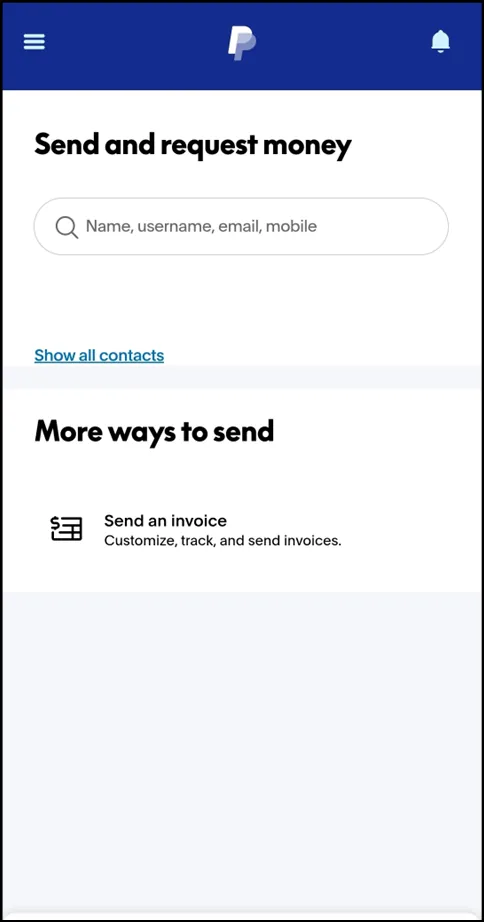 Send and request money
Name, username, email, mobile
Show all contacts
More ways to send
Send an invoice
Customize, track, and send invoices.